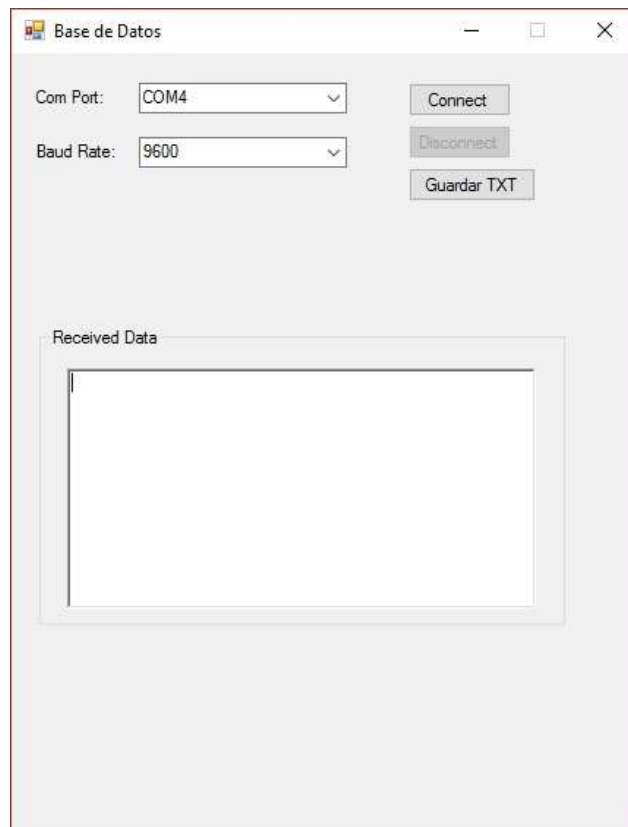 Base de Datos
Com Port: COM4 Connect
Disconnect
Baud Rate: 9600
Guardar TXT
Received Data